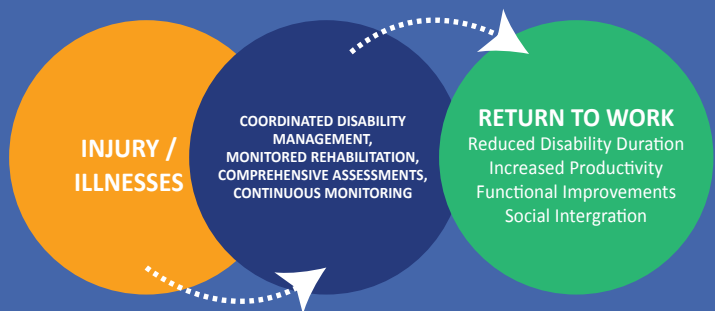 INJURY /
ILLNESSES
COORDINATED DISABILITY
MANAGEMENT,
MONITORED REHABILITATION,
COMPREHENSIVE ASSESSMENTS,
CONTINUOUS MONITORING
RETURN TO WORK
Reduced Disability Duration
Increased Productivity
Functional Improvements
Social Intergration